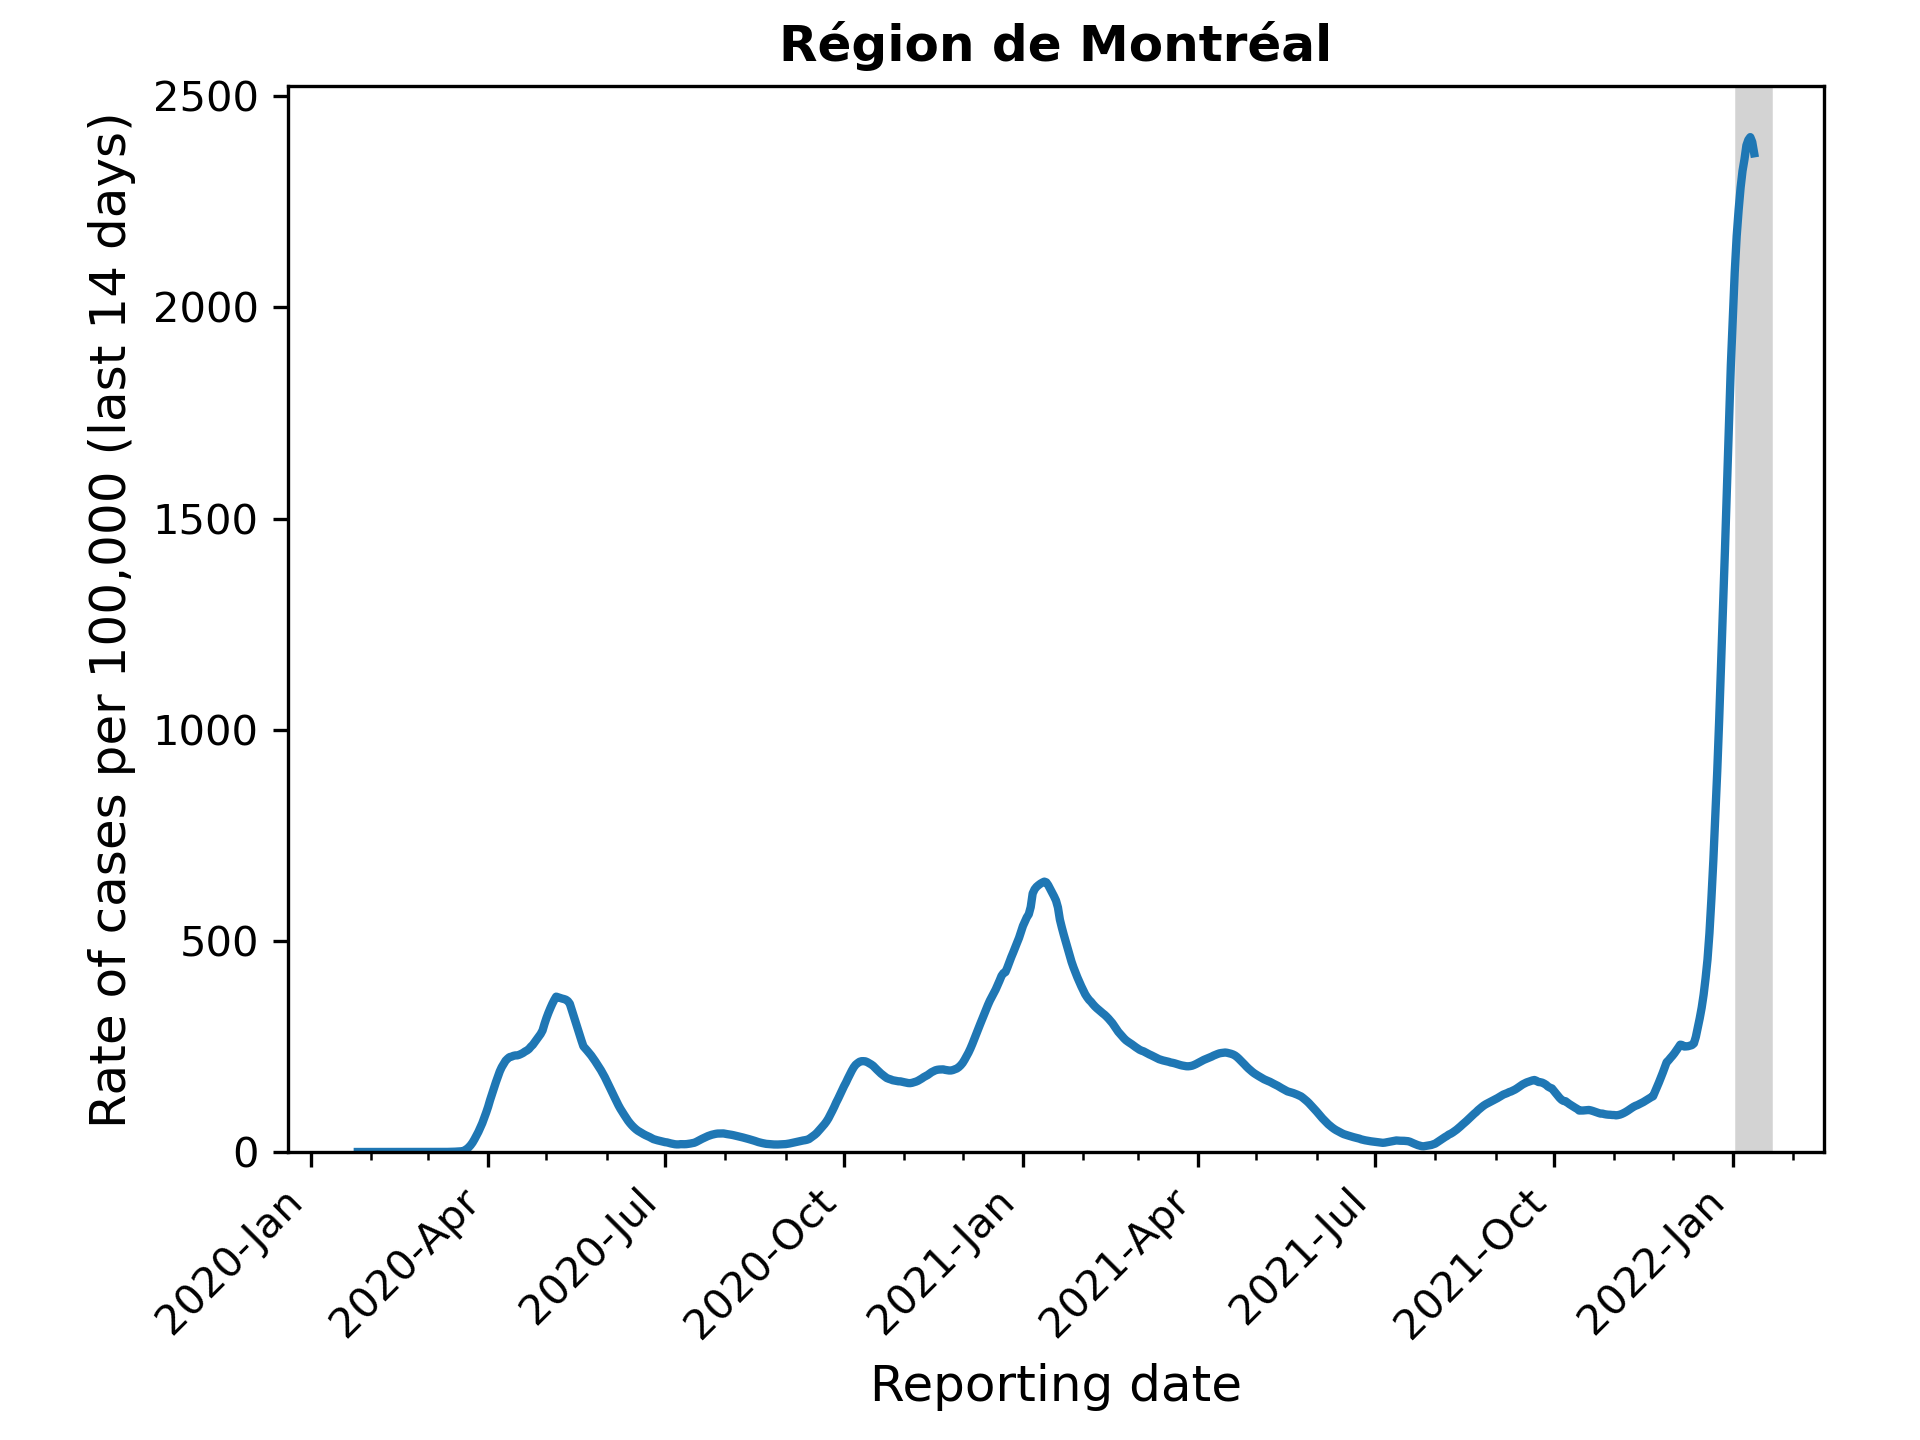 Région de Montréal
Rate of cases per 100,000 (last 14 days)
2500
2000
1500
1000
500
0
2020-Jan
2020-Apr
2020-Jul
2020-Oct
2021-Jan
2021-Apr
2021-Jul
2021-Oct
2022-Jan
Reporting date